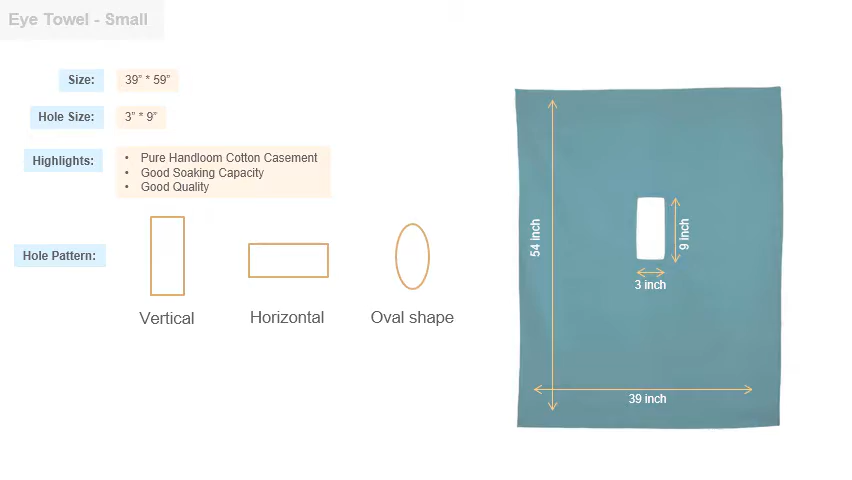 Eye Towel - Small
Size:
39” * 59”
Hole Size:
3” * 9”
Highlights:
• Pure Handloom Cotton Casement
• Good Soaking Capacity
• Good Quality
Hole Pattern:
Vertical
Horizontal
Oval shape
54 inch
9 inch
3 inch
39 inch